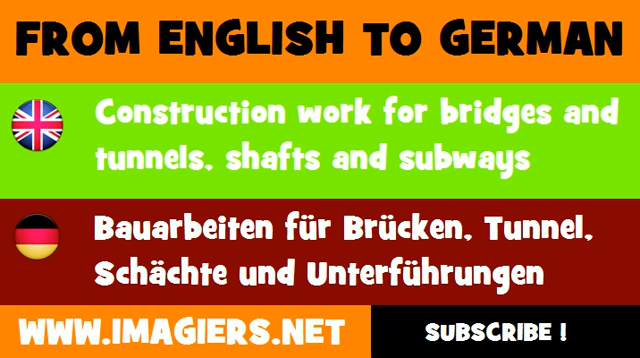 FROM ENGLISH TO GERMAN
Construction work for bridges and
tunnels, shafts and subways
Bauarbeiten für Brücken, Tunnel,
Schächte und Unterführungen
WWW.IMAGIERS.NET
SUBSCRIBE !